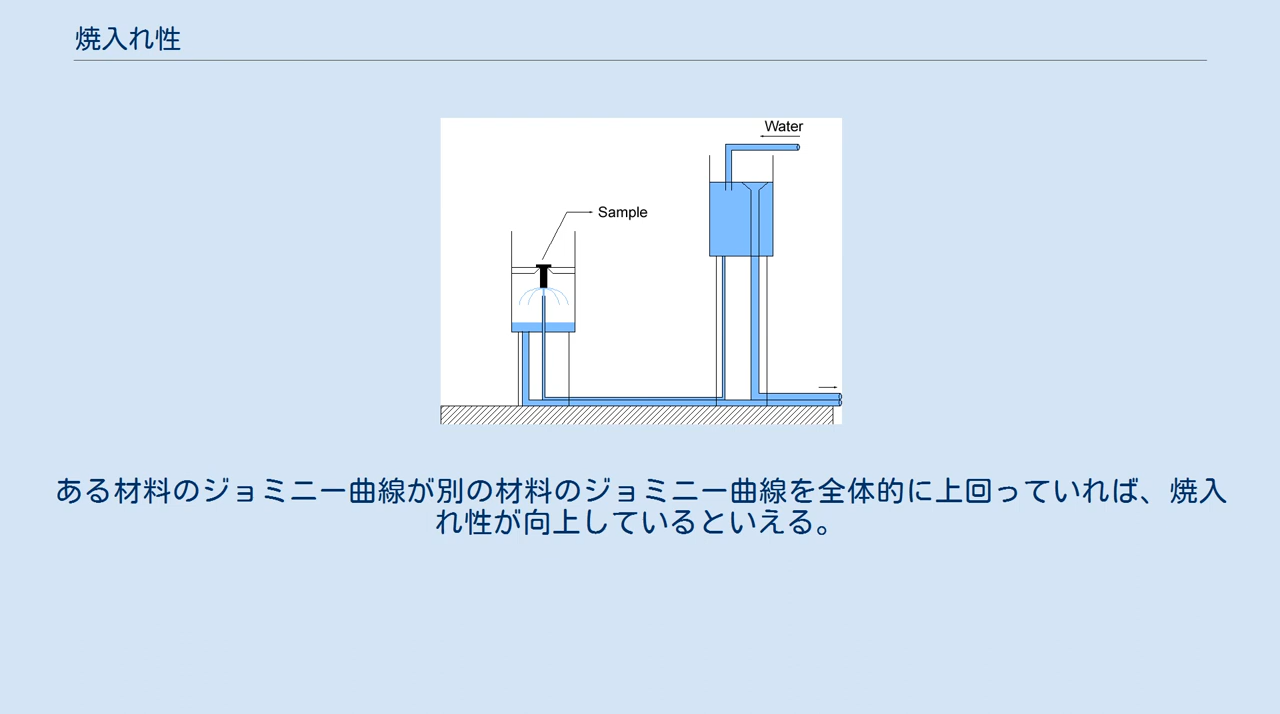 焼入れ性
Water
Sample
ある材料のジョミニー曲線が別の材料のジョミニー曲線を全体的に上回っていれば、焼入
れ性が向上しているといえる。